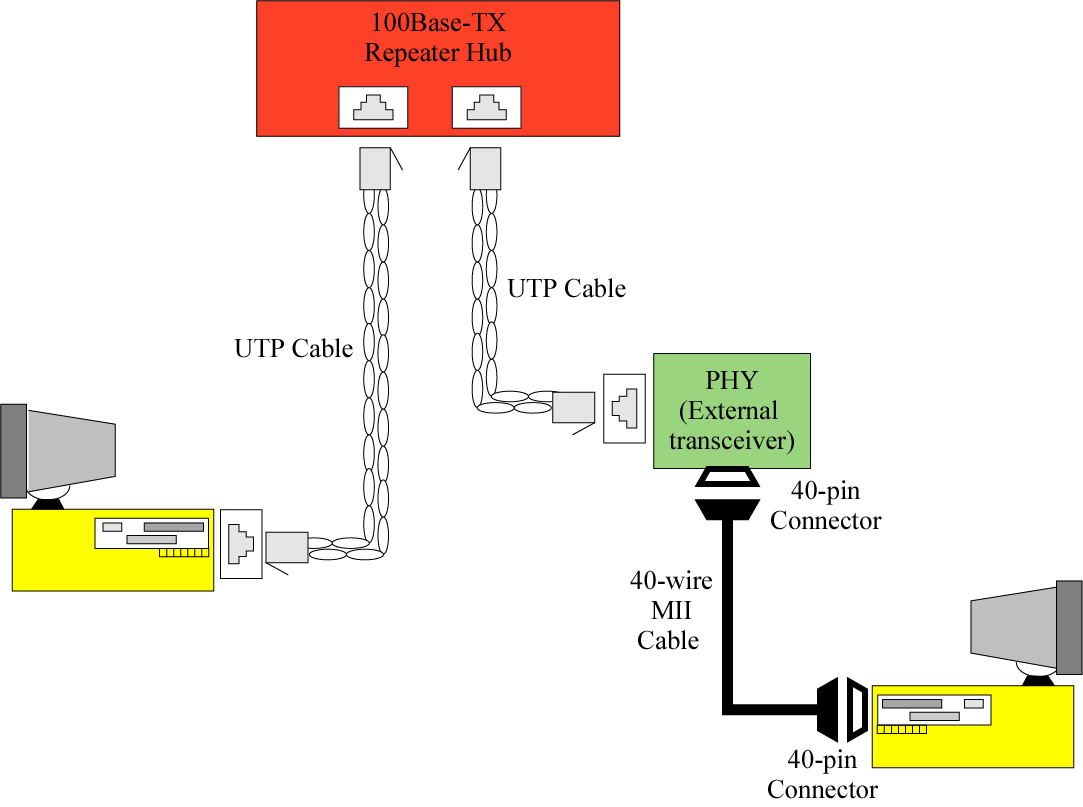 100Base-TX
Repeater Hub
UTP Cable
UTP Cable
PHY
(External
transceiver)
40-pin
Connector
40-wire
MII
Cable
40-pin
Connector